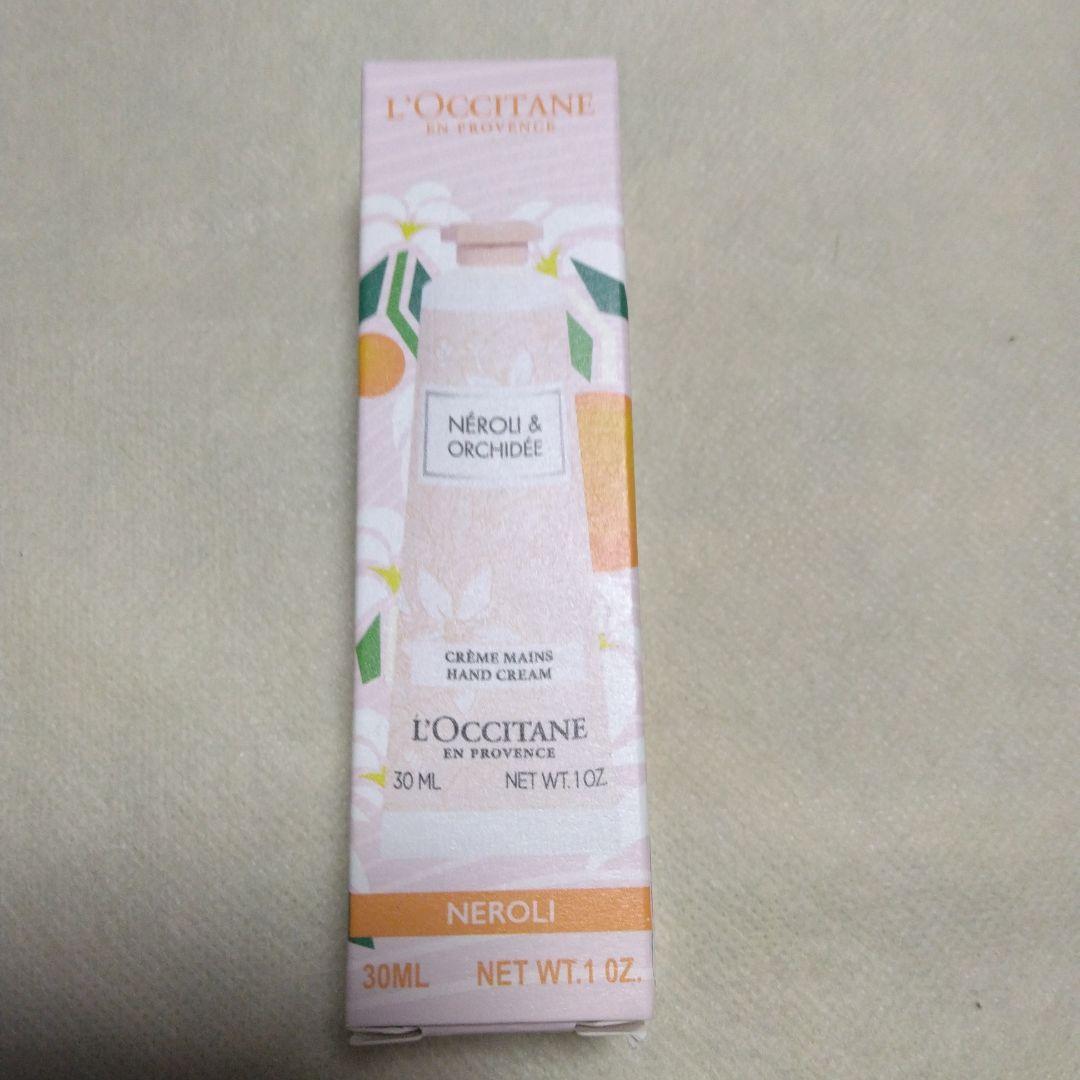 L'OCCITANE
EN PROVENCE
NÉROLI &
ORCHIDÉE
CRÈME MAINS
HAND CREAM
L'OCCITANE
EN PROVENCE
30 ML NET WT. 1 OZ.
NEROLI
30ML NET WT.1 OZ.